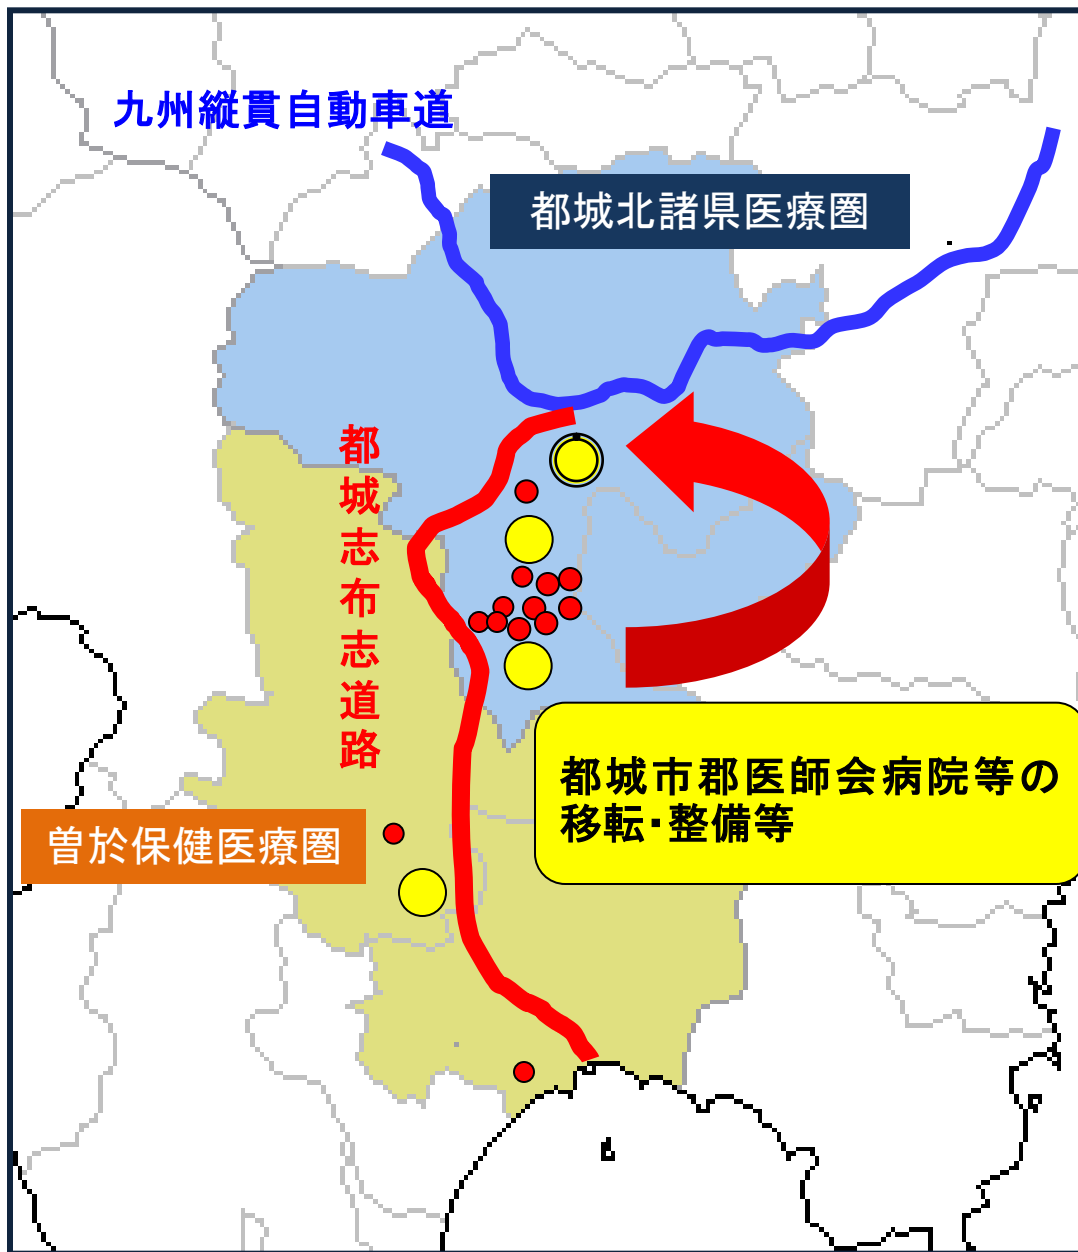 九州縦貫自動車道
都城北諸県医療圏
都城志布志道路
都城市郡医師会病院等の
移転・整備等
曽於保健医療圏